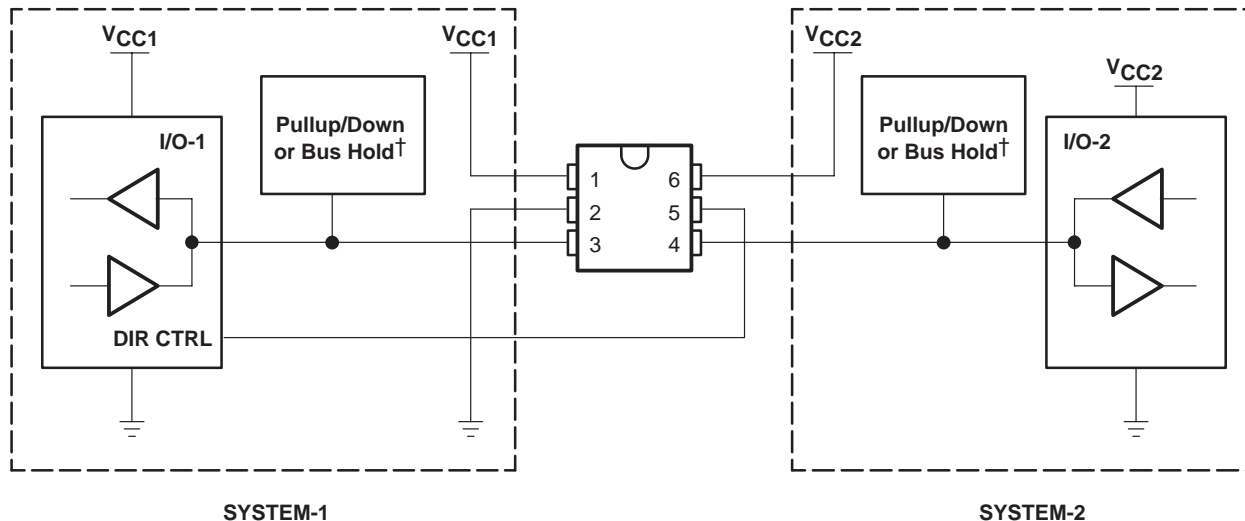 VCC1
VCC1
VCC2
VCC2
I/O-1
Pullup/Down
or Bus Hold†
Pullup/Down
or Bus Hold†
I/O-2
1 6
2 5
3 4
DIR CTRL
SYSTEM-1
SYSTEM-2